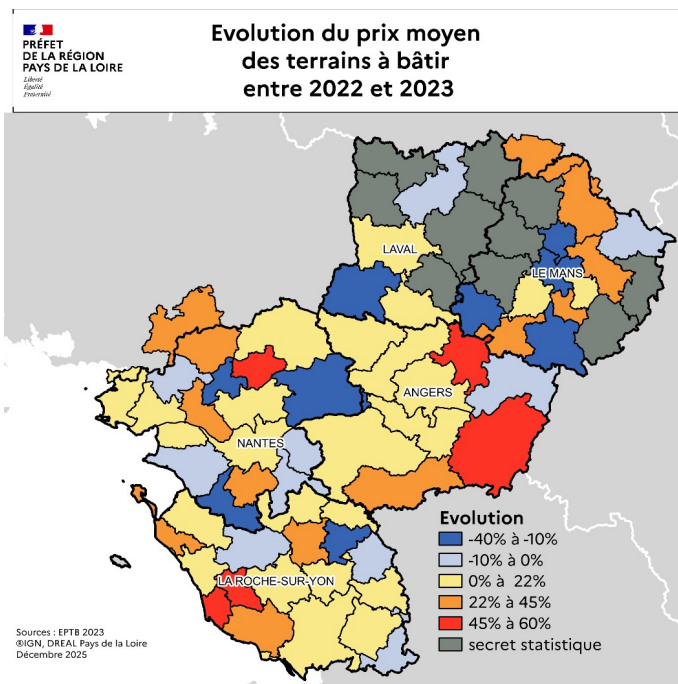 PRÉFET
DE LA RÉGION
PAYS DE LA LOIRE
Liberté
Égalité
Fraternité
Evolution du prix moyen
des terrains à bâtir
entre 2022 et 2023
LAVAL
LE MANS
ANGERS
NANTES
LA ROCHE-SUR-YON
Evolution
-40% à -10%
-10% à 0%
0% à 22%
22% à 45%
45% à 60%
secret statistique
Sources : EPTB 2023
®IGN, DREAL Pays de la Loire
Décembre 2025